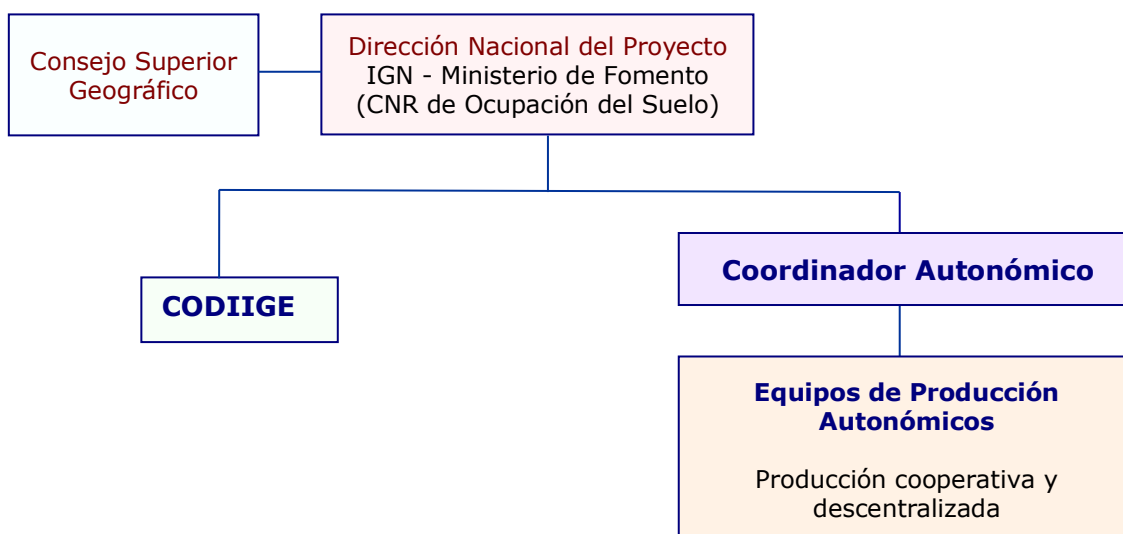 Consejo Superior
Geográfico
Dirección Nacional del Proyecto
IGN - Ministerio de Fomento
(CNR de Ocupación del Suelo)
CODIIGE
Coordinador Autonómico
Equipos de Producción
Autonómicos
Producción cooperativa y
descentralizada